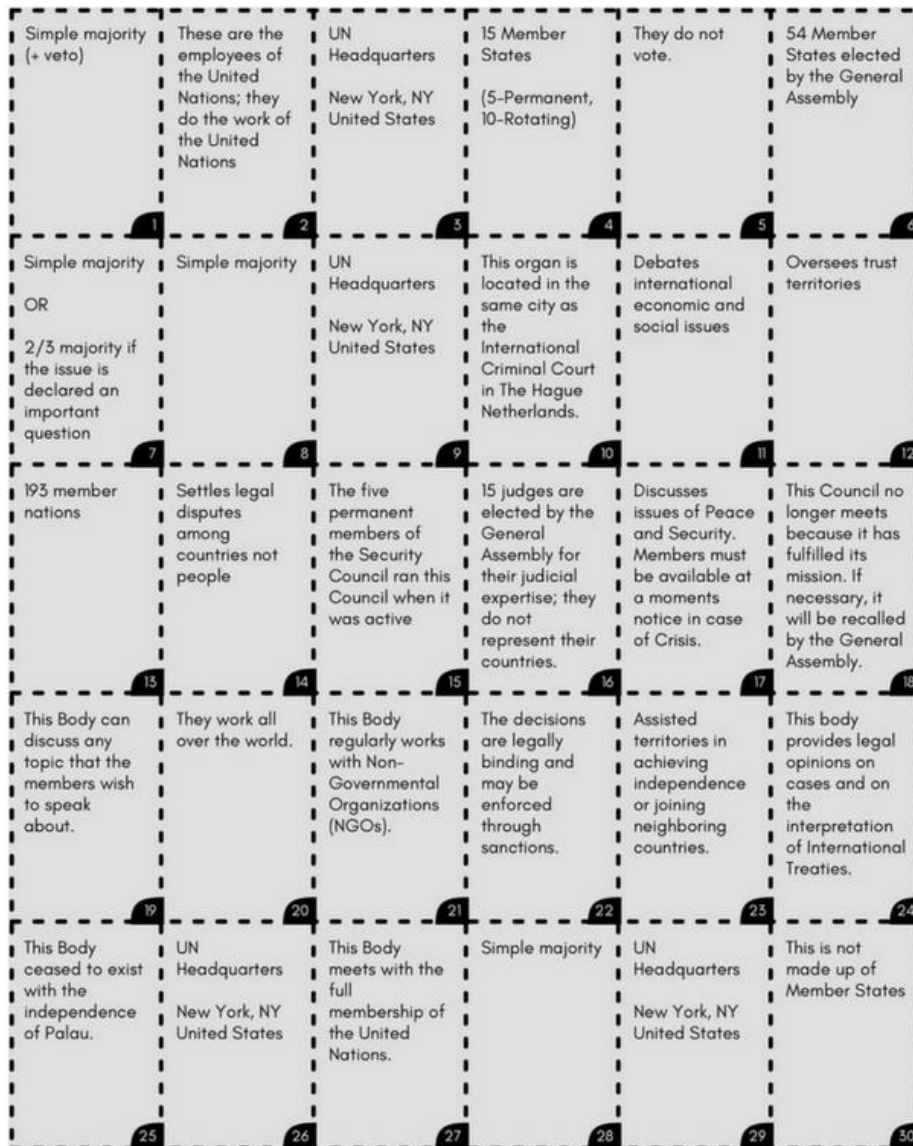 Simple majority
(+ veto)
1
These are the
employees of
the United
Nations; they
do the work of
the United
Nations
2
UN
Headquarters
New York, NY
United States
3
15 Member
States
(5-Permanent,
10-Rotating)
4
They do not
vote.
5
54 Member
States elected
by the General
Assembly
6
Simple majority
OR
2/3 majority if
the issue is
declared an
important
question
7
Simple majority
8
UN
Headquarters
New York, NY
United States
9
This organ is
located in the
same city as
the
International
Criminal Court
in The Hague
Netherlands.
10
Debates
international
economic and
social issues
11
Oversees trust
territories
12
193 member
nations
13
Settles legal
disputes
among
countries not
people
14
The five
permanent
members of
the Security
Council ran this
Council when it
was active
15
15 judges are
elected by the
General
Assembly for
their judicial
expertise; they
do not
represent their
countries.
16
Discusses
issues of Peace
and Security.
Members must
be available at
a moments
notice in case
of Crisis.
17
This Council no
longer meets
because it has
fulfilled its
mission. If
necessary, it
will be recalled
by the General
Assembly.
18
This Body can
discuss any
topic that the
members wish
to speak
about.
19
They work all
over the world.
20
This Body
regularly works
with Non-
Governmental
Organizations
(NGOs).
21
The decisions
are legally
binding and
may be
enforced
through
sanctions.
22
Assisted
territories in
achieving
independence
or joining
neighboring
countries.
23
This body
provides legal
opinions on
cases and on
the
interpretation
of International
Treaties.
24
This Body
ceased to exist
with the
independence
of Palau.
25
UN
Headquarters
New York, NY
United States
26
This Body
meets with the
full
membership of
the United
Nations.
27
Simple majority
28
UN
Headquarters
New York, NY
United States
29
This is not
made up of
Member States
30